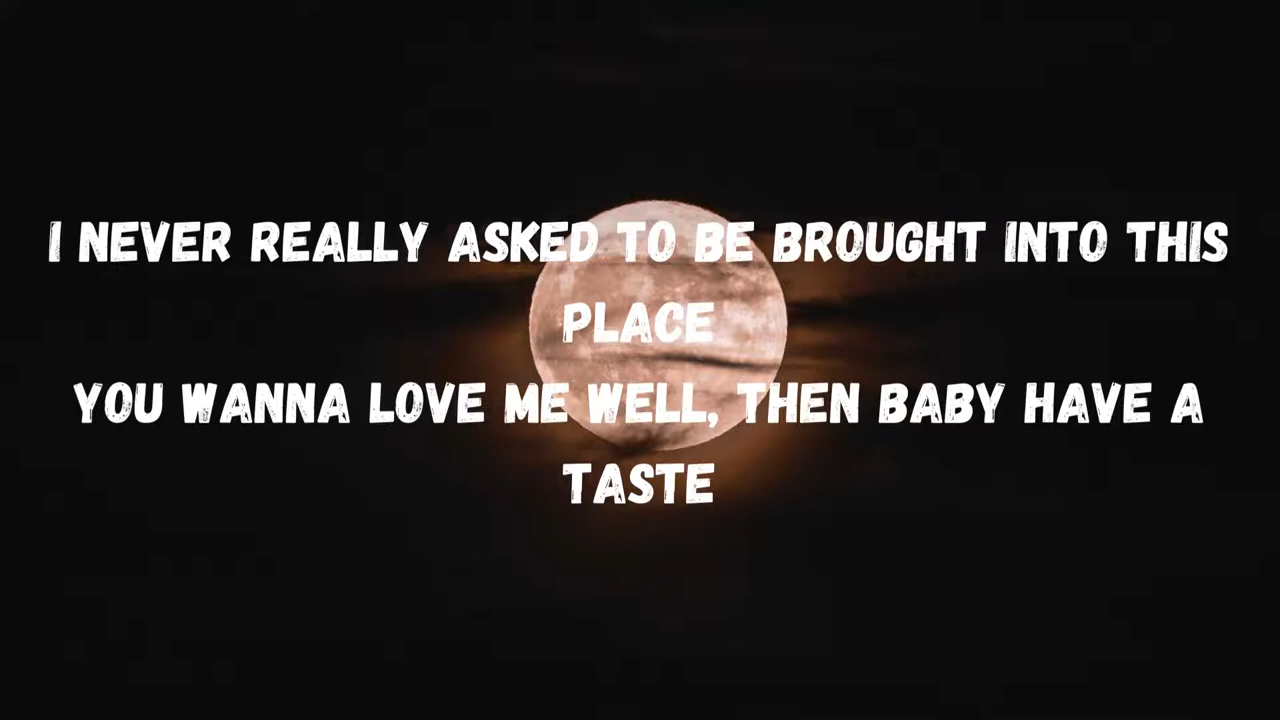 I NEVER REALLY ASKED TO BE BROUGHT INTO THIS
PLACE
YOU WANNA LOVE ME WELL, THEN BABY HAVE A
TASTE